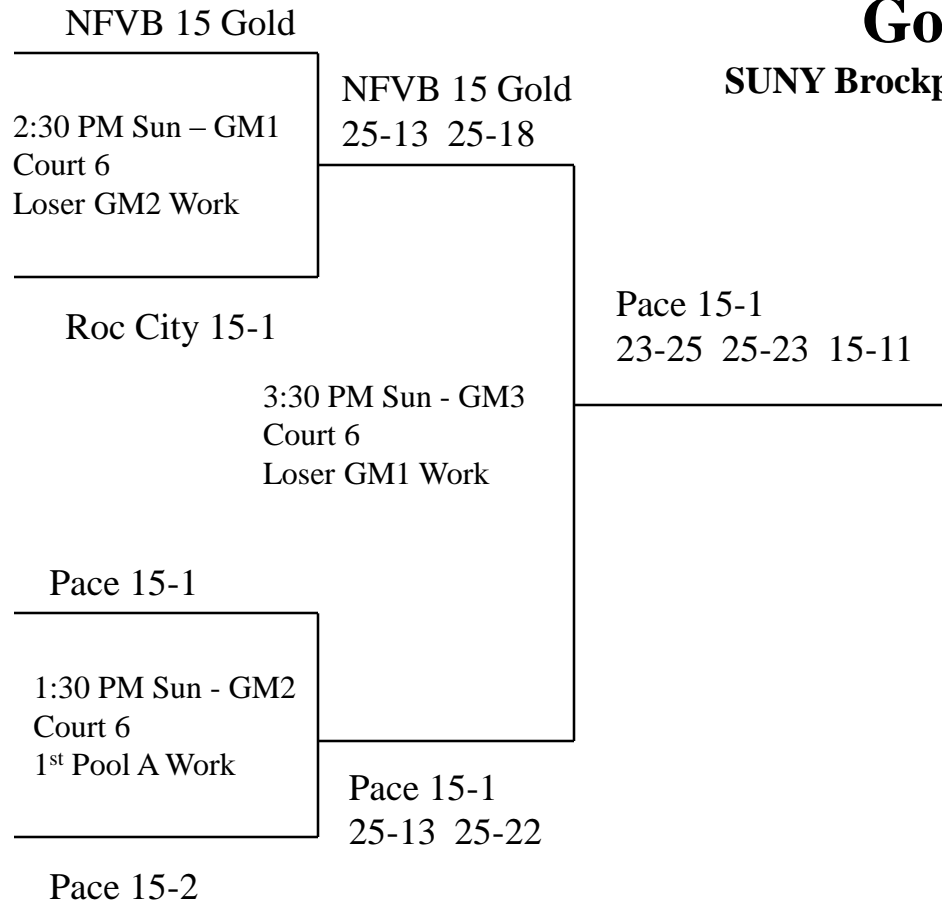 NFVB 15 Gold
Go
SUNY Brockp
2:30 PM Sun – GM1
Court 6
Loser GM2 Work
NFVB 15 Gold
25-13 25-18
Roc City 15-1
Pace 15-1
23-25 25-23 15-11
3:30 PM Sun - GM3
Court 6
Loser GM1 Work
Pace 15-1
1:30 PM Sun - GM2
Court 6
1st Pool A Work
Pace 15-1
25-13 25-22
Pace 15-2